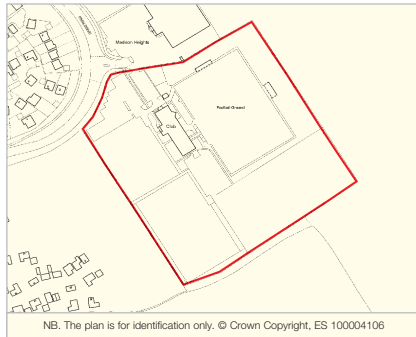 Madison Heights
Football Ground
Club
NB. The plan is for identification only. © Crown Copyright, ES 100004106